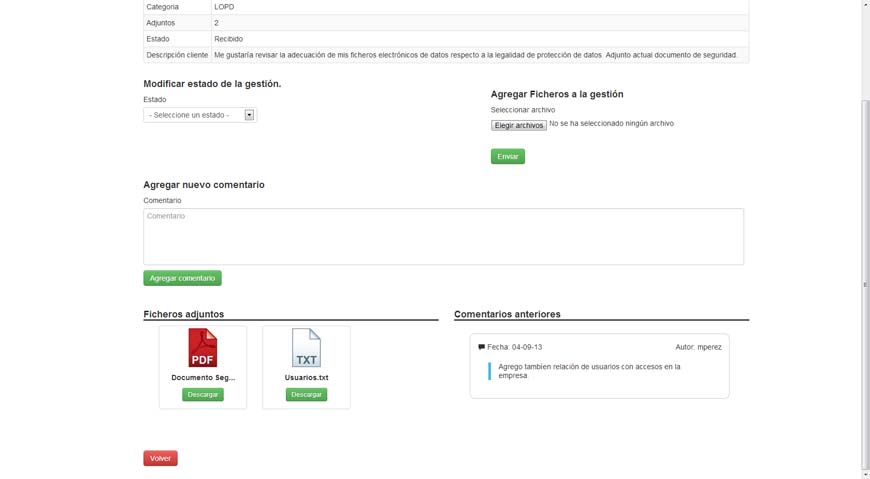 Categoria LOPD
Adjuntos 2
Estado Recibido
Descripción cliente Me gustaría revisar la adecuación de mis ficheros electrónicos de datos respecto a la legalidad de protección de datos. Adjunto actual documento de seguridad.
Modificar estado de la gestión.
Estado
- Seleccione un estado -
Agregar Ficheros a la gestión
Seleccionar archivo
Elegir archivos No se ha seleccionado ningún archivo
Enviar
Agregar nuevo comentario
Comentario
Comentario
Agregar comentario
Ficheros adjuntos
PDF
Documento Seg...
Descargar
TXT
Usuarios.txt
Descargar
Comentarios anteriores
Fecha: 04-09-13 Autor: mperez
Agrego tambien relación de usuarios con accesos en la
empresa.
Volver